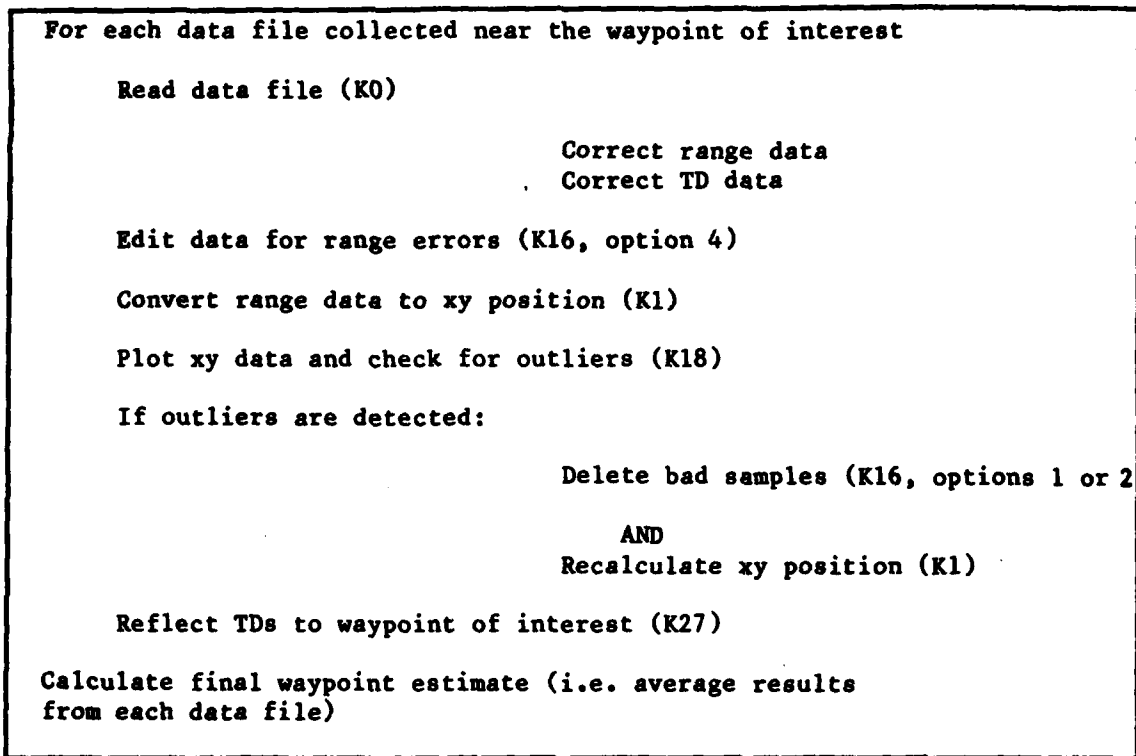 For each data file collected near the waypoint of interest
Read data file (K0)
Correct range data
Correct TD data
Edit data for range errors (K16, option 4)
Convert range data to xy position (K1)
Plot xy data and check for outliers (K18)
If outliers are detected:
Delete bad samples (K16, options 1 or 2
AND
Recalculate xy position (K1)
Reflect TDs to waypoint of interest (K27)
Calculate final waypoint estimate (i.e. average results
from each data file)